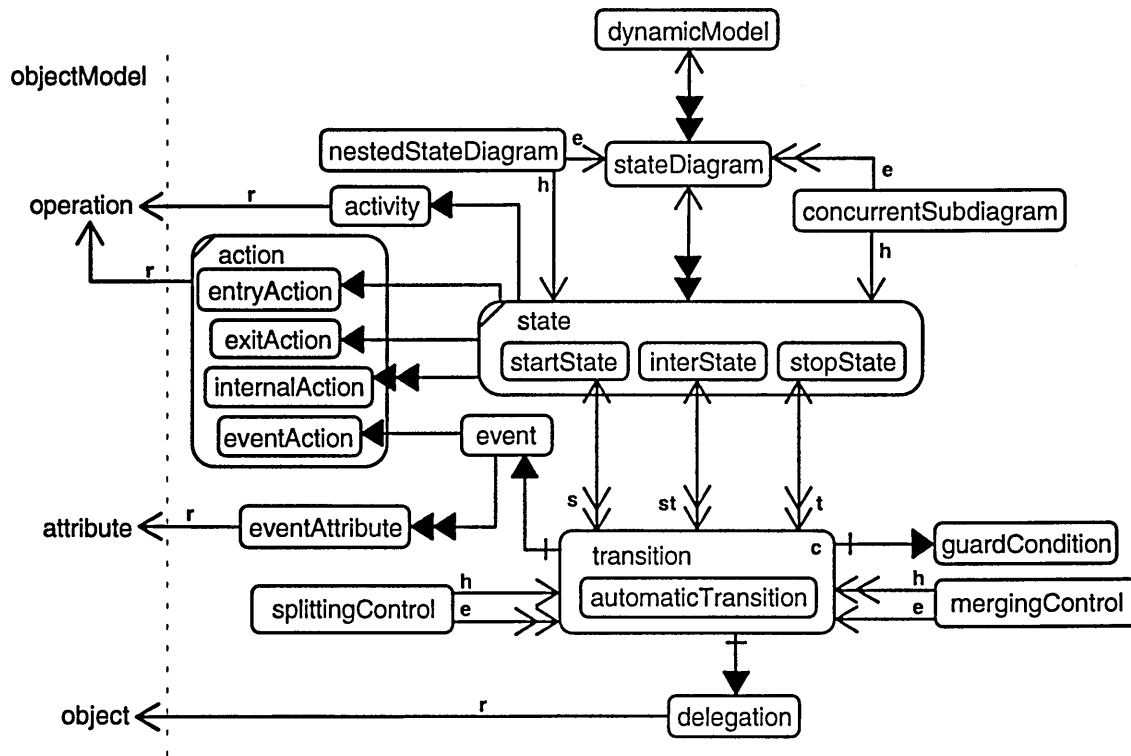 dynamicModel
objectModel
nestedStateDiagram
e
stateDiagram
e
h
operation
r
activity
concurrentSubdiagram
h
action
r
entryAction
state
exitAction
startState
interState
stopState
internalAction
eventAction
event
s
st
t
attribute
r
eventAttribute
transition
c
guardCondition
h
h
splittingControl
automaticTransition
mergingControl
e
e
object
r
delegation